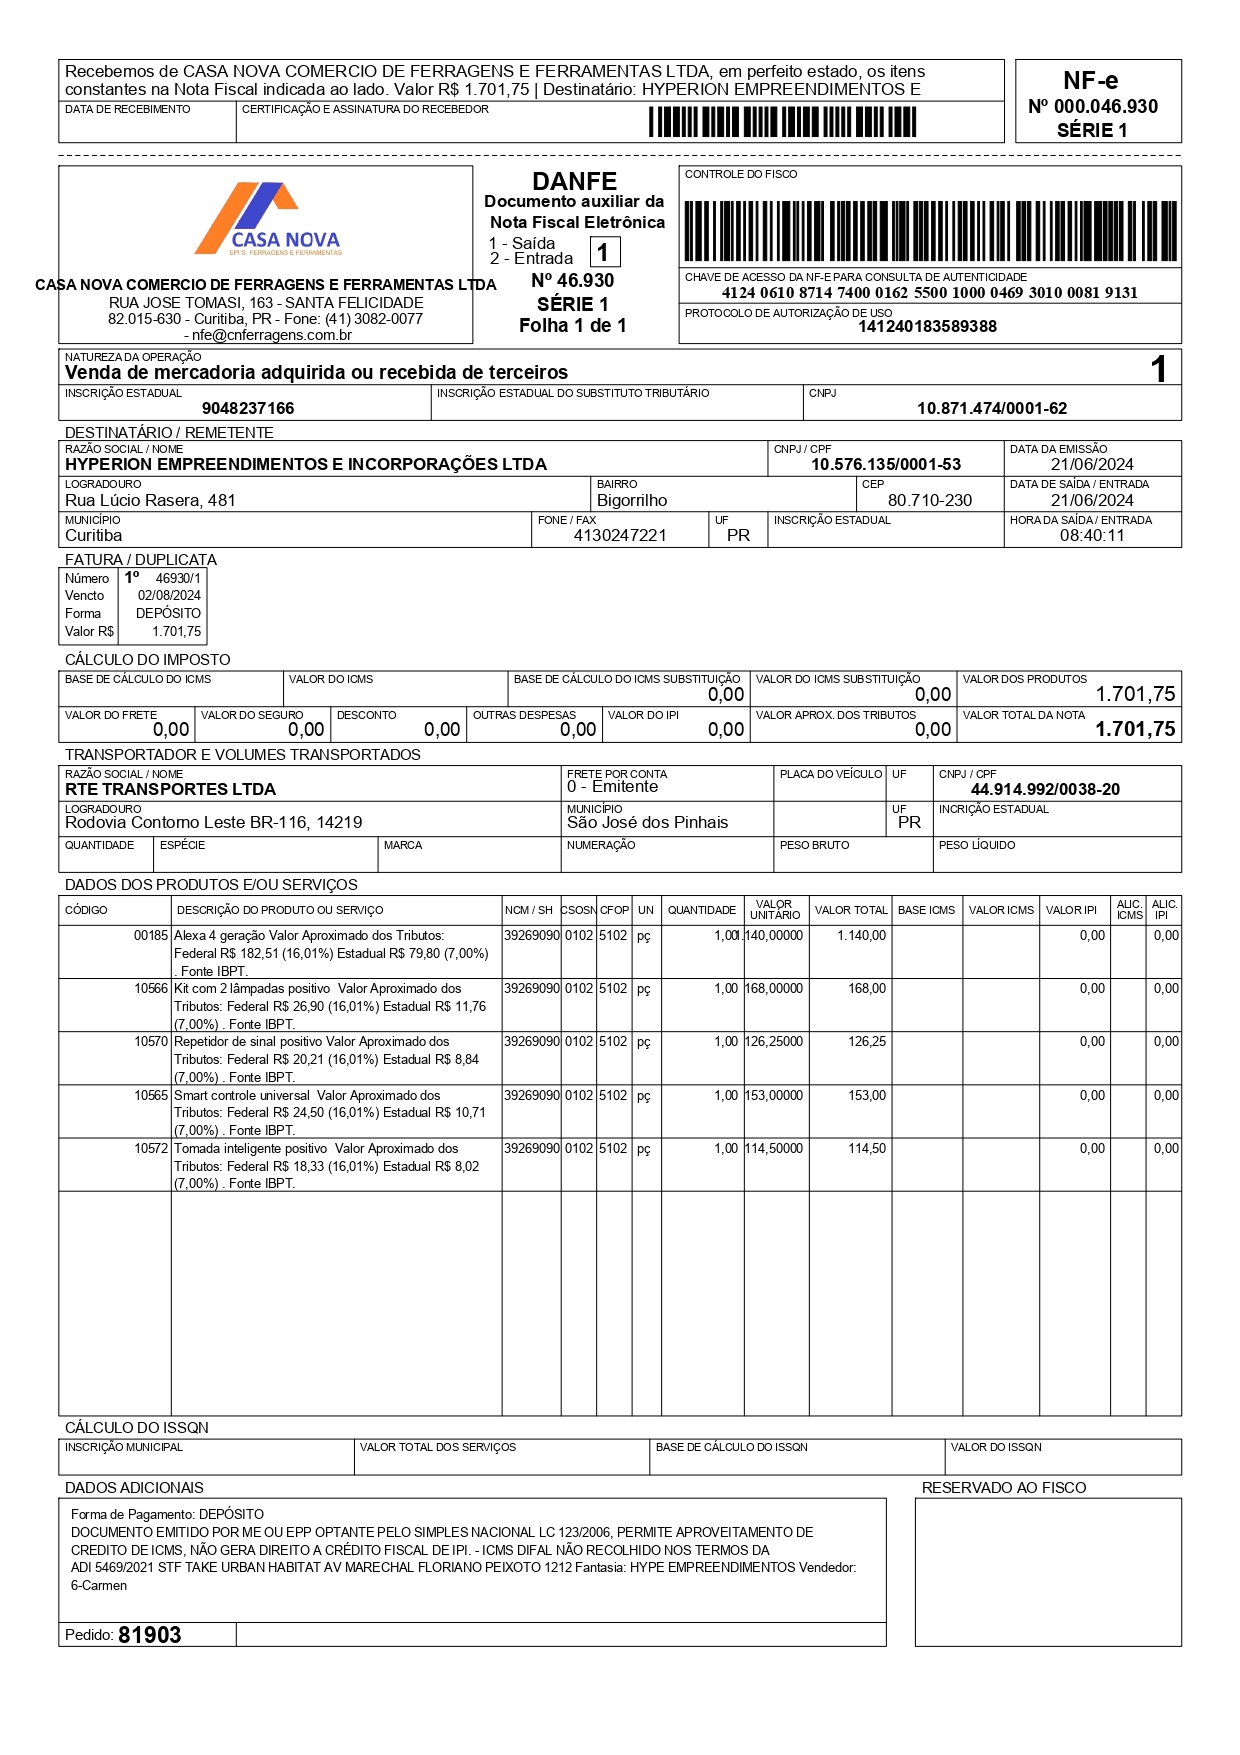 Recebemos de CASA NOVA COMERCIO DE FERRAGENS E FERRAMENTAS LTDA, em perfeito estado, os itens
constantes na Nota Fiscal indicada ao lado. Valor R$ 1.701,75 | Destinatário: HYPERION EMPREENDIMENTOS E
DATA DE RECEBIMENTO
CERTIFICAÇÃO E ASSINATURA DO RECEBEDOR
NF-e
Nº 000.046.930
SÉRIE 1
CASA NOVA
EPI'S, FERRAGENS E FERRAMENTAS
CASA NOVA COMERCIO DE FERRAGENS E FERRAMENTAS LTDA
RUA JOSE TOMASI, 163 - SANTA FELICIDADE
82.015-630 - Curitiba, PR - Fone: (41) 3082-0077
- nfe@cnferragens.com.br
DANFE
Documento auxiliar da
Nota Fiscal Eletrônica
1 - Saída
2 - Entrada
1
Nº 46.930
SÉRIE 1
Folha 1 de 1
CONTROLE DO FISCO
CHAVE DE ACESSO DA NF-E PARA CONSULTA DE AUTENTICIDADE
4124 0610 8714 7400 0162 5500 1000 0469 3010 0081 9131
PROTOCOLO DE AUTORIZAÇÃO DE USO
141240183589388
NATUREZA DA OPERAÇÃO
Venda de mercadoria adquirida ou recebida de terceiros
1
INSCRIÇÃO ESTADUAL
9048237166
INSCRIÇÃO ESTADUAL DO SUBSTITUTO TRIBUTÁRIO
CNPJ
10.871.474/0001-62
DESTINATÁRIO / REMETENTE
RAZÃO SOCIAL / NOME
HYPERION EMPREENDIMENTOS E INCORPORAÇÕES LTDA
CNPJ / CPF
10.576.135/0001-53
DATA DA EMISSÃO
21/06/2024
LOGRADOURO
Rua Lúcio Rasera, 481
BAIRRO
Bigorrilho
CEP
80.710-230
DATA DE SAÍDA / ENTRADA
21/06/2024
MUNICÍPIO
Curitiba
FONE / FAX
4130247221
UF
PR
INSCRIÇÃO ESTADUAL
HORA DA SAÍDA / ENTRADA
08:40:11
FATURA / DUPLICATA
Número 1º 46930/1
Vencto 02/08/2024
Forma DEPÓSITO
Valor R$ 1.701,75
CÁLCULO DO IMPOSTO
BASE DE CÁLCULO DO ICMS
VALOR DO ICMS
BASE DE CÁLCULO DO ICMS SUBSTITUIÇÃO
0,00
VALOR DO ICMS SUBSTITUIÇÃO
0,00
VALOR DOS PRODUTOS
1.701,75
VALOR DO FRETE
0,00
VALOR DO SEGURO
0,00
DESCONTO
0,00
OUTRAS DESPESAS
0,00
VALOR DO IPI
0,00
VALOR APROX. DOS TRIBUTOS
0,00
VALOR TOTAL DA NOTA
1.701,75
TRANSPORTADOR E VOLUMES TRANSPORTADOS
RAZÃO SOCIAL / NOME
RTE TRANSPORTES LTDA
FRETE POR CONTA
0 - Emitente
PLACA DO VEÍCULO
UF
CNPJ / CPF
44.914.992/0038-20
LOGRADOURO
Rodovia Contorno Leste BR-116, 14219
MUNICÍPIO
São José dos Pinhais
UF
PR
INCRIÇÃO ESTADUAL
QUANTIDADE
ESPÉCIE
MARCA
NUMERAÇÃO
PESO BRUTO
PESO LÍQUIDO
DADOS DOS PRODUTOS E/OU SERVIÇOS
CÓDIGO DESCRIÇÃO DO PRODUTO OU SERVIÇO NCM / SH CSOSN CFOP UN QUANTIDADE VALOR UNITÁRIO VALOR TOTAL BASE ICMS VALOR ICMS VALOR IPI ALIC. ICMS ALIC. IPI
00185 Alexa 4 geração Valor Aproximado dos Tributos: 39269090 0102 5102 pç 1,00 1.140,00000 1.140,00 0,00 0,00
Federal R$ 182,51 (16,01%) Estadual R$ 79,80 (7,00%)
. Fonte IBPT.
10566 Kit com 2 lâmpadas positivo Valor Aproximado dos 39269090 0102 5102 pç 1,00 168,00000 168,00 0,00 0,00
Tributos: Federal R$ 26,90 (16,01%) Estadual R$ 11,76
(7,00%) . Fonte IBPT.
10570 Repetidor de sinal positivo Valor Aproximado dos 39269090 0102 5102 pç 1,00 126,25000 126,25 0,00 0,00
Tributos: Federal R$ 20,21 (16,01%) Estadual R$ 8,84
(7,00%) . Fonte IBPT.
10565 Smart controle universal Valor Aproximado dos 39269090 0102 5102 pç 1,00 153,00000 153,00 0,00 0,00
Tributos: Federal R$ 24,50 (16,01%) Estadual R$ 10,71
(7,00%) . Fonte IBPT.
10572 Tomada inteligente positivo Valor Aproximado dos 39269090 0102 5102 pç 1,00 114,50000 114,50 0,00 0,00
Tributos: Federal R$ 18,33 (16,01%) Estadual R$ 8,02
(7,00%) . Fonte IBPT.
CÁLCULO DO ISSQN
INSCRIÇÃO MUNICIPAL
VALOR TOTAL DOS SERVIÇOS
BASE DE CÁLCULO DO ISSQN
VALOR DO ISSQN
DADOS ADICIONAIS
RESERVADO AO FISCO
Forma de Pagamento: DEPÓSITO
DOCUMENTO EMITIDO POR ME OU EPP OPTANTE PELO SIMPLES NACIONAL LC 123/2006, PERMITE APROVEITAMENTO DE
CREDITO DE ICMS, NÃO GERA DIREITO A CRÉDITO FISCAL DE IPI. - ICMS DIFAL NÃO RECOLHIDO NOS TERMOS DA
ADI 5469/2021 STF TAKE URBAN HABITAT AV MARECHAL FLORIANO PEIXOTO 1212 Fantasia: HYPE EMPREENDIMENTOS Vendedor:
6-Carmen
Pedido: 81903